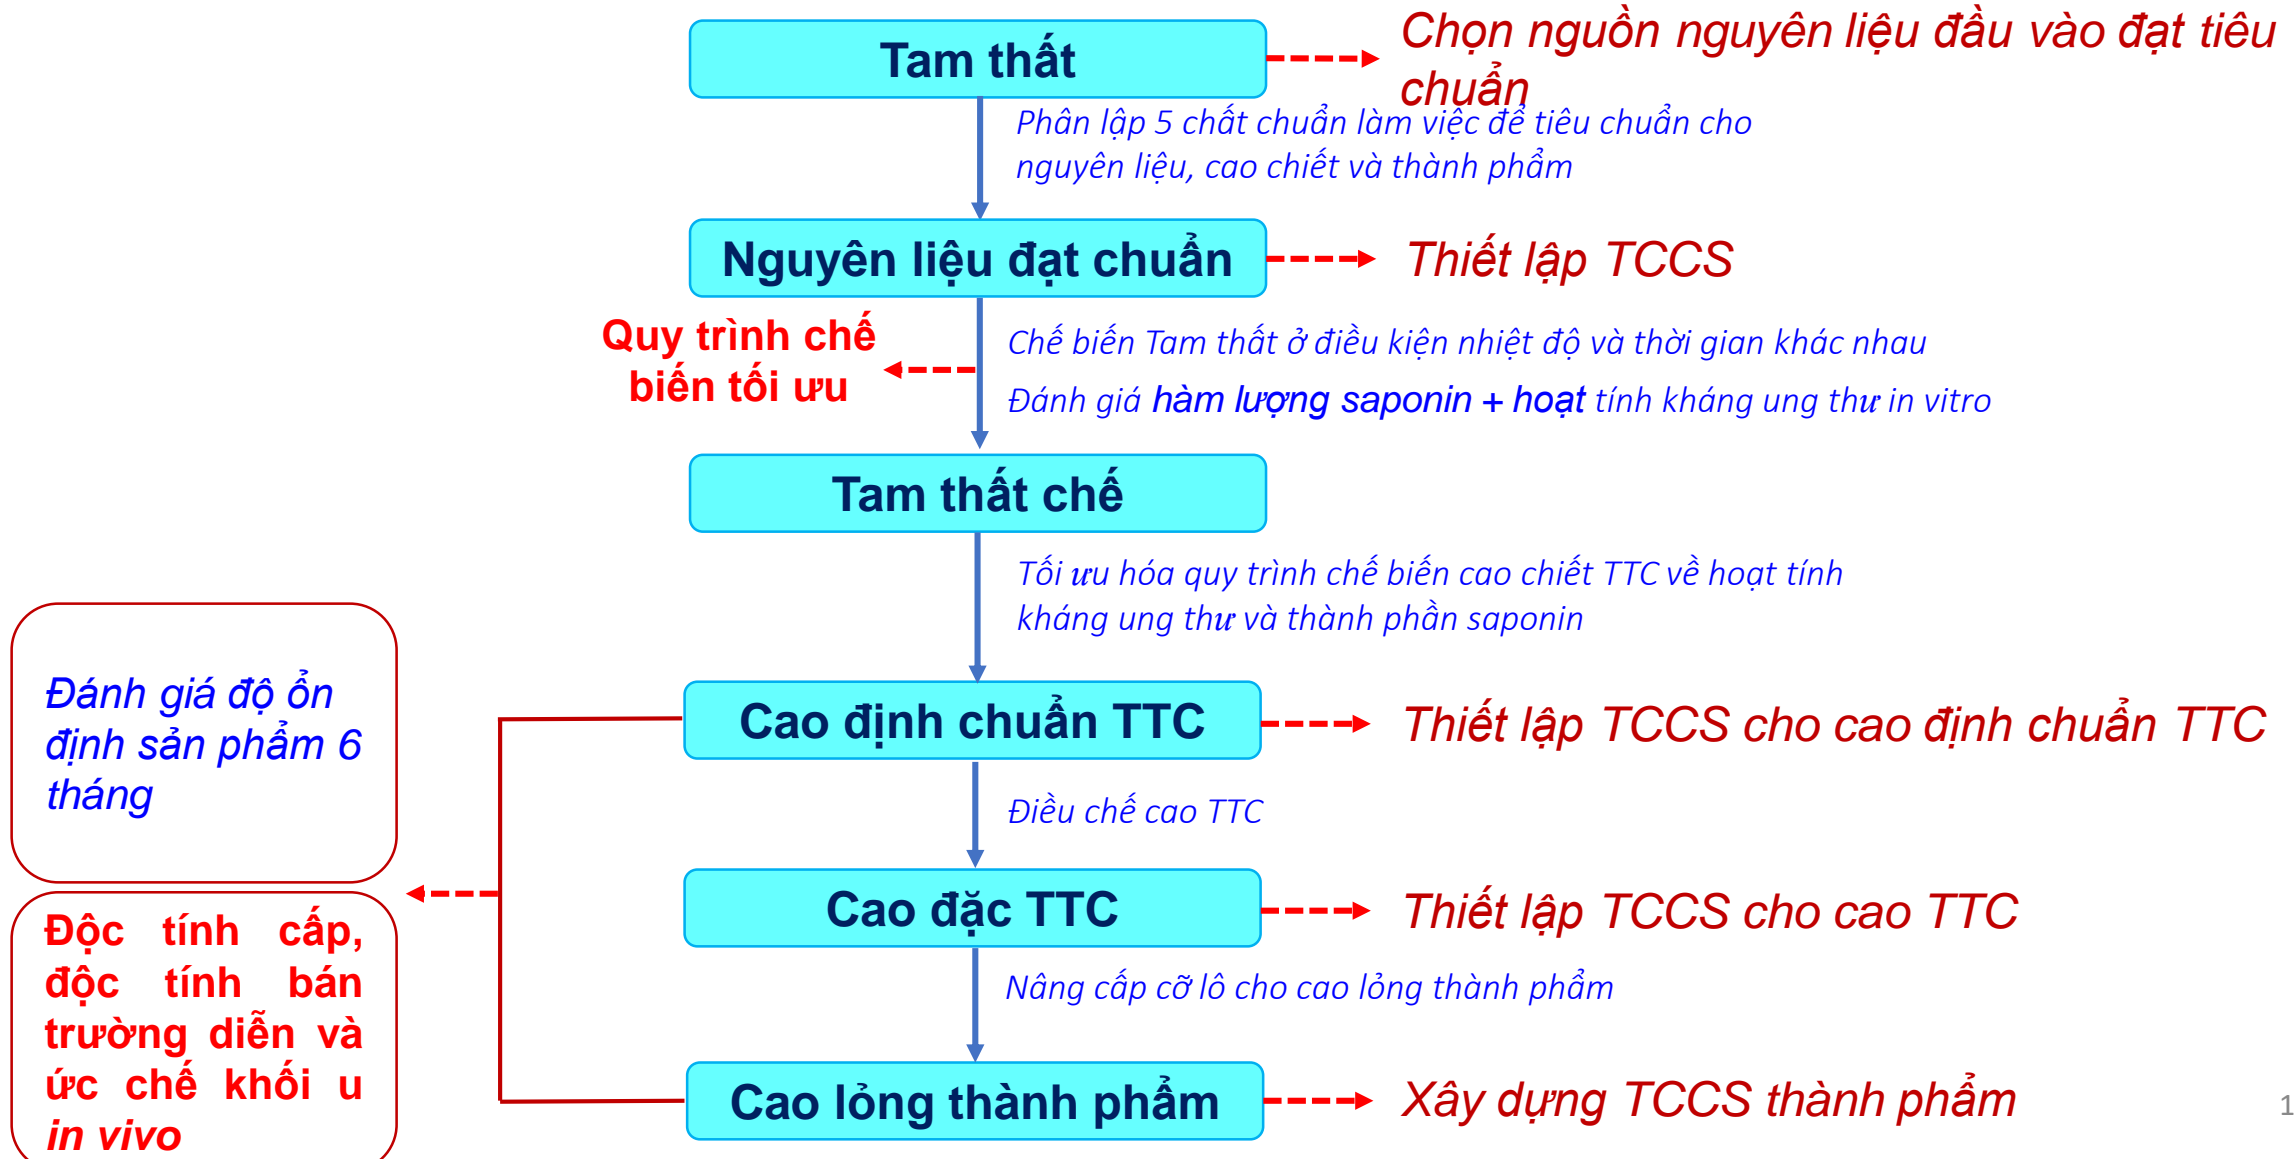 Tam thất
Chọn nguồn nguyên liệu đầu vào đạt tiêu
chuẩn
Phân lập 5 chất chuẩn làm việc để tiêu chuẩn cho
nguyên liệu, cao chiết và thành phẩm
Nguyên liệu đạt chuẩn
Thiết lập TCCS
Quy trình chế
biến tối ưu
Chế biến Tam thất ở điều kiện nhiệt độ và thời gian khác nhau
Đánh giá hàm lượng saponin + hoạt tính kháng ung thư in vitro
Tam thất chế
Tối ưu hóa quy trình chế biến cao chiết TTC về hoạt tính
kháng ung thư và thành phần saponin
Đánh giá độ ổn
định sản phẩm 6
tháng
Cao định chuẩn TTC
Thiết lập TCCS cho cao định chuẩn TTC
Điều chế cao TTC
Cao đặc TTC
Thiết lập TCCS cho cao TTC
Độc tính cấp,
độc tính bán
trường diễn và
ức chế khối u
in vivo
Nâng cấp cỡ lô cho cao lỏng thành phẩm
Cao lỏng thành phẩm
Xây dựng TCCS thành phẩm
1